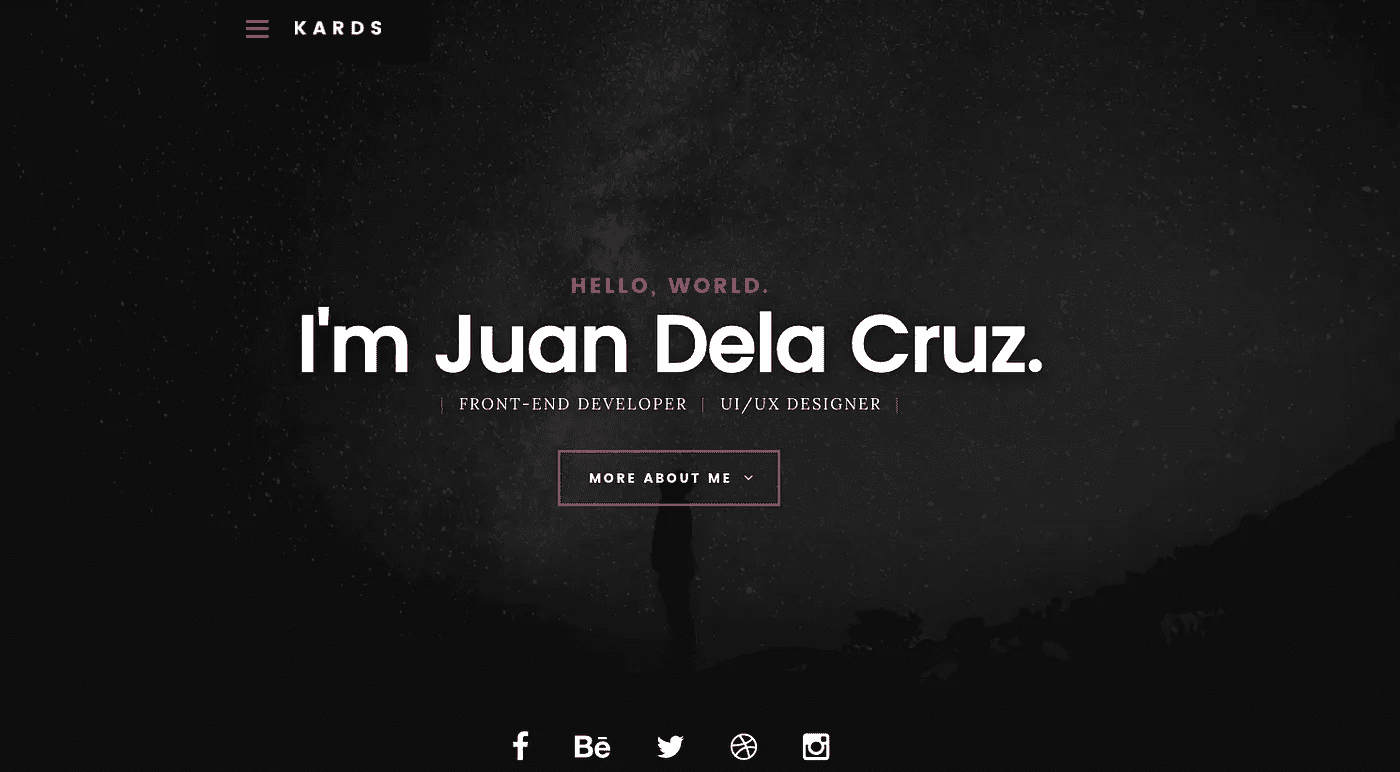 KARDS
HELLO, WORLD.
I'm Juan Dela Cruz.
| FRONT-END DEVELOPER | UI/UX DESIGNER |
MORE ABOUT ME
Bē